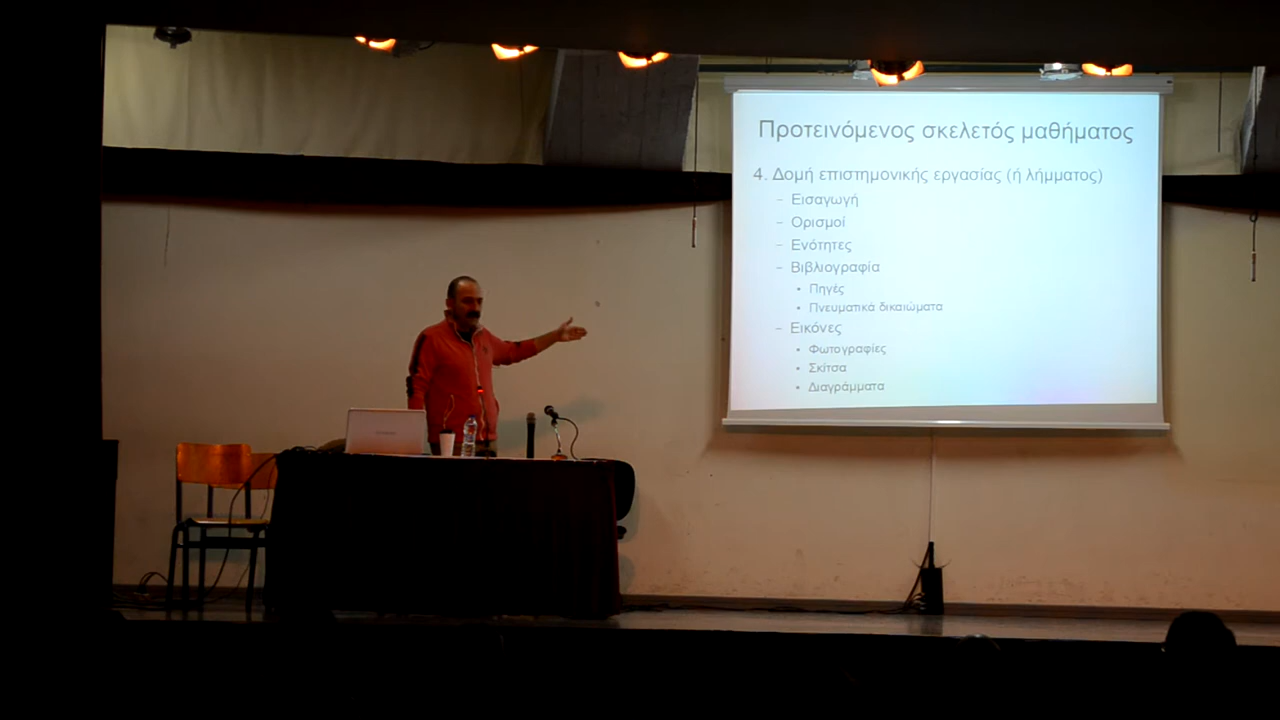 Προτεινόμενος σκελετός μαθήματος
4. Δομή επιστημονικής εργασίας (ή λήμματος)
– Εισαγωγή
– Ορισμοί
– Ενότητες
– Βιβλιογραφία
• Πηγές
• Πνευματικά δικαιώματα
– Εικόνες
• Φωτογραφίες
• Σκίτσα
• Διαγράμματα